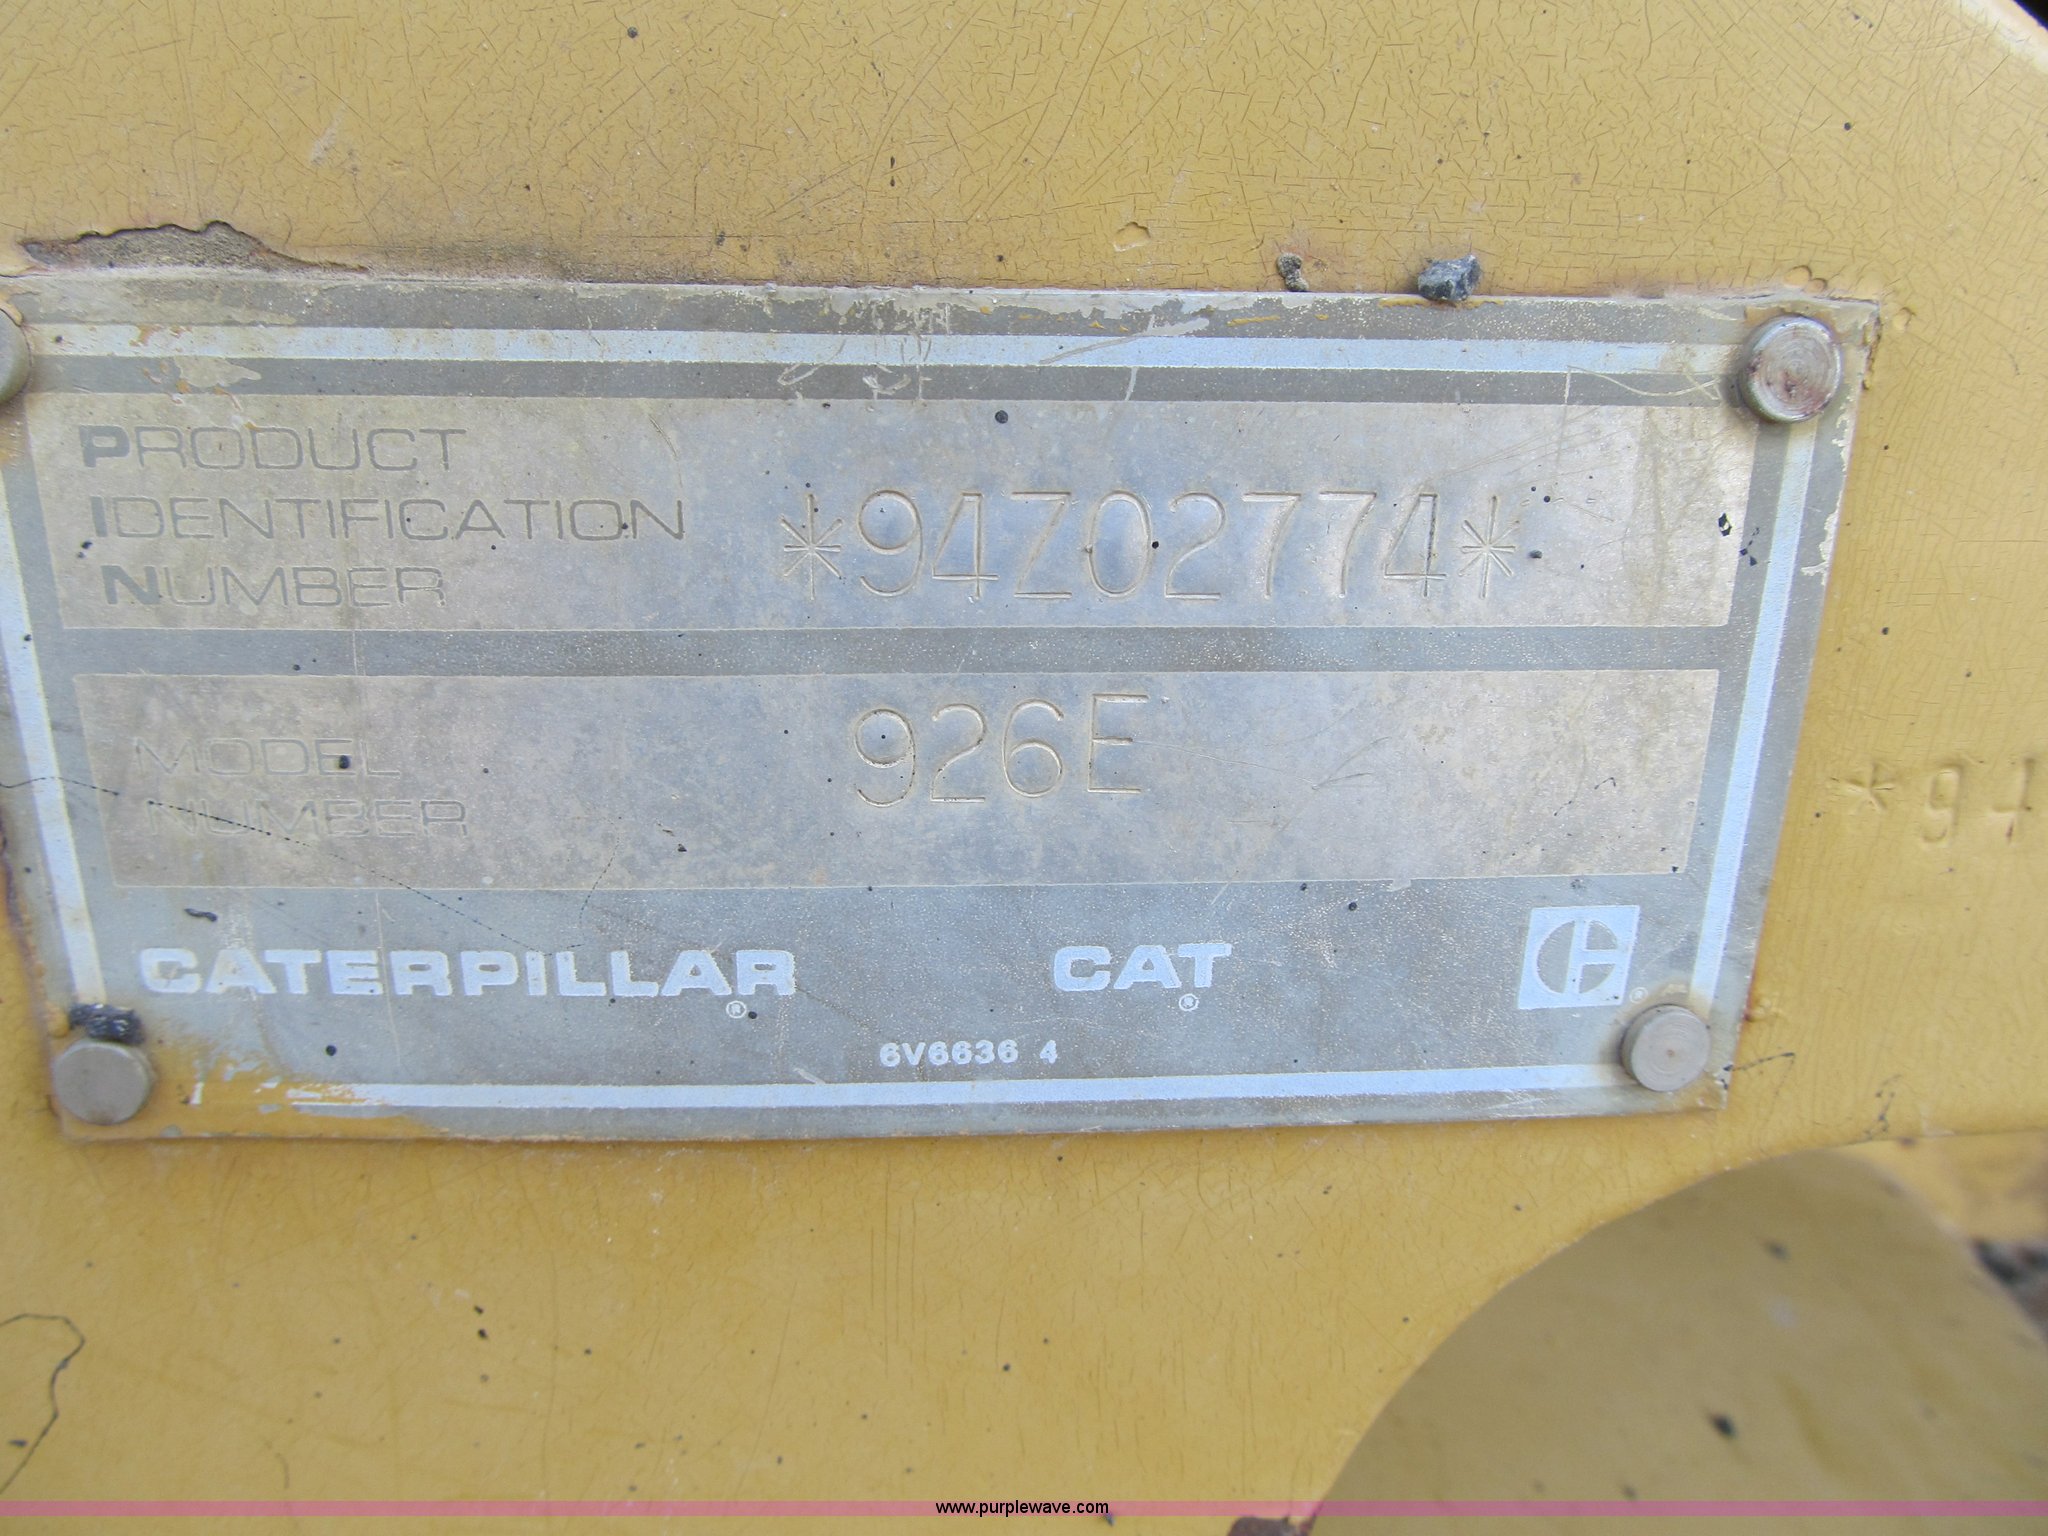 PRODUCT
IDENTIFICATION
NUMBER
*94Z02774*
MODEL
NUMBER
926E
*94
CATERPILLAR®
CAT®
®
6V6636 4
www.purplewave.com